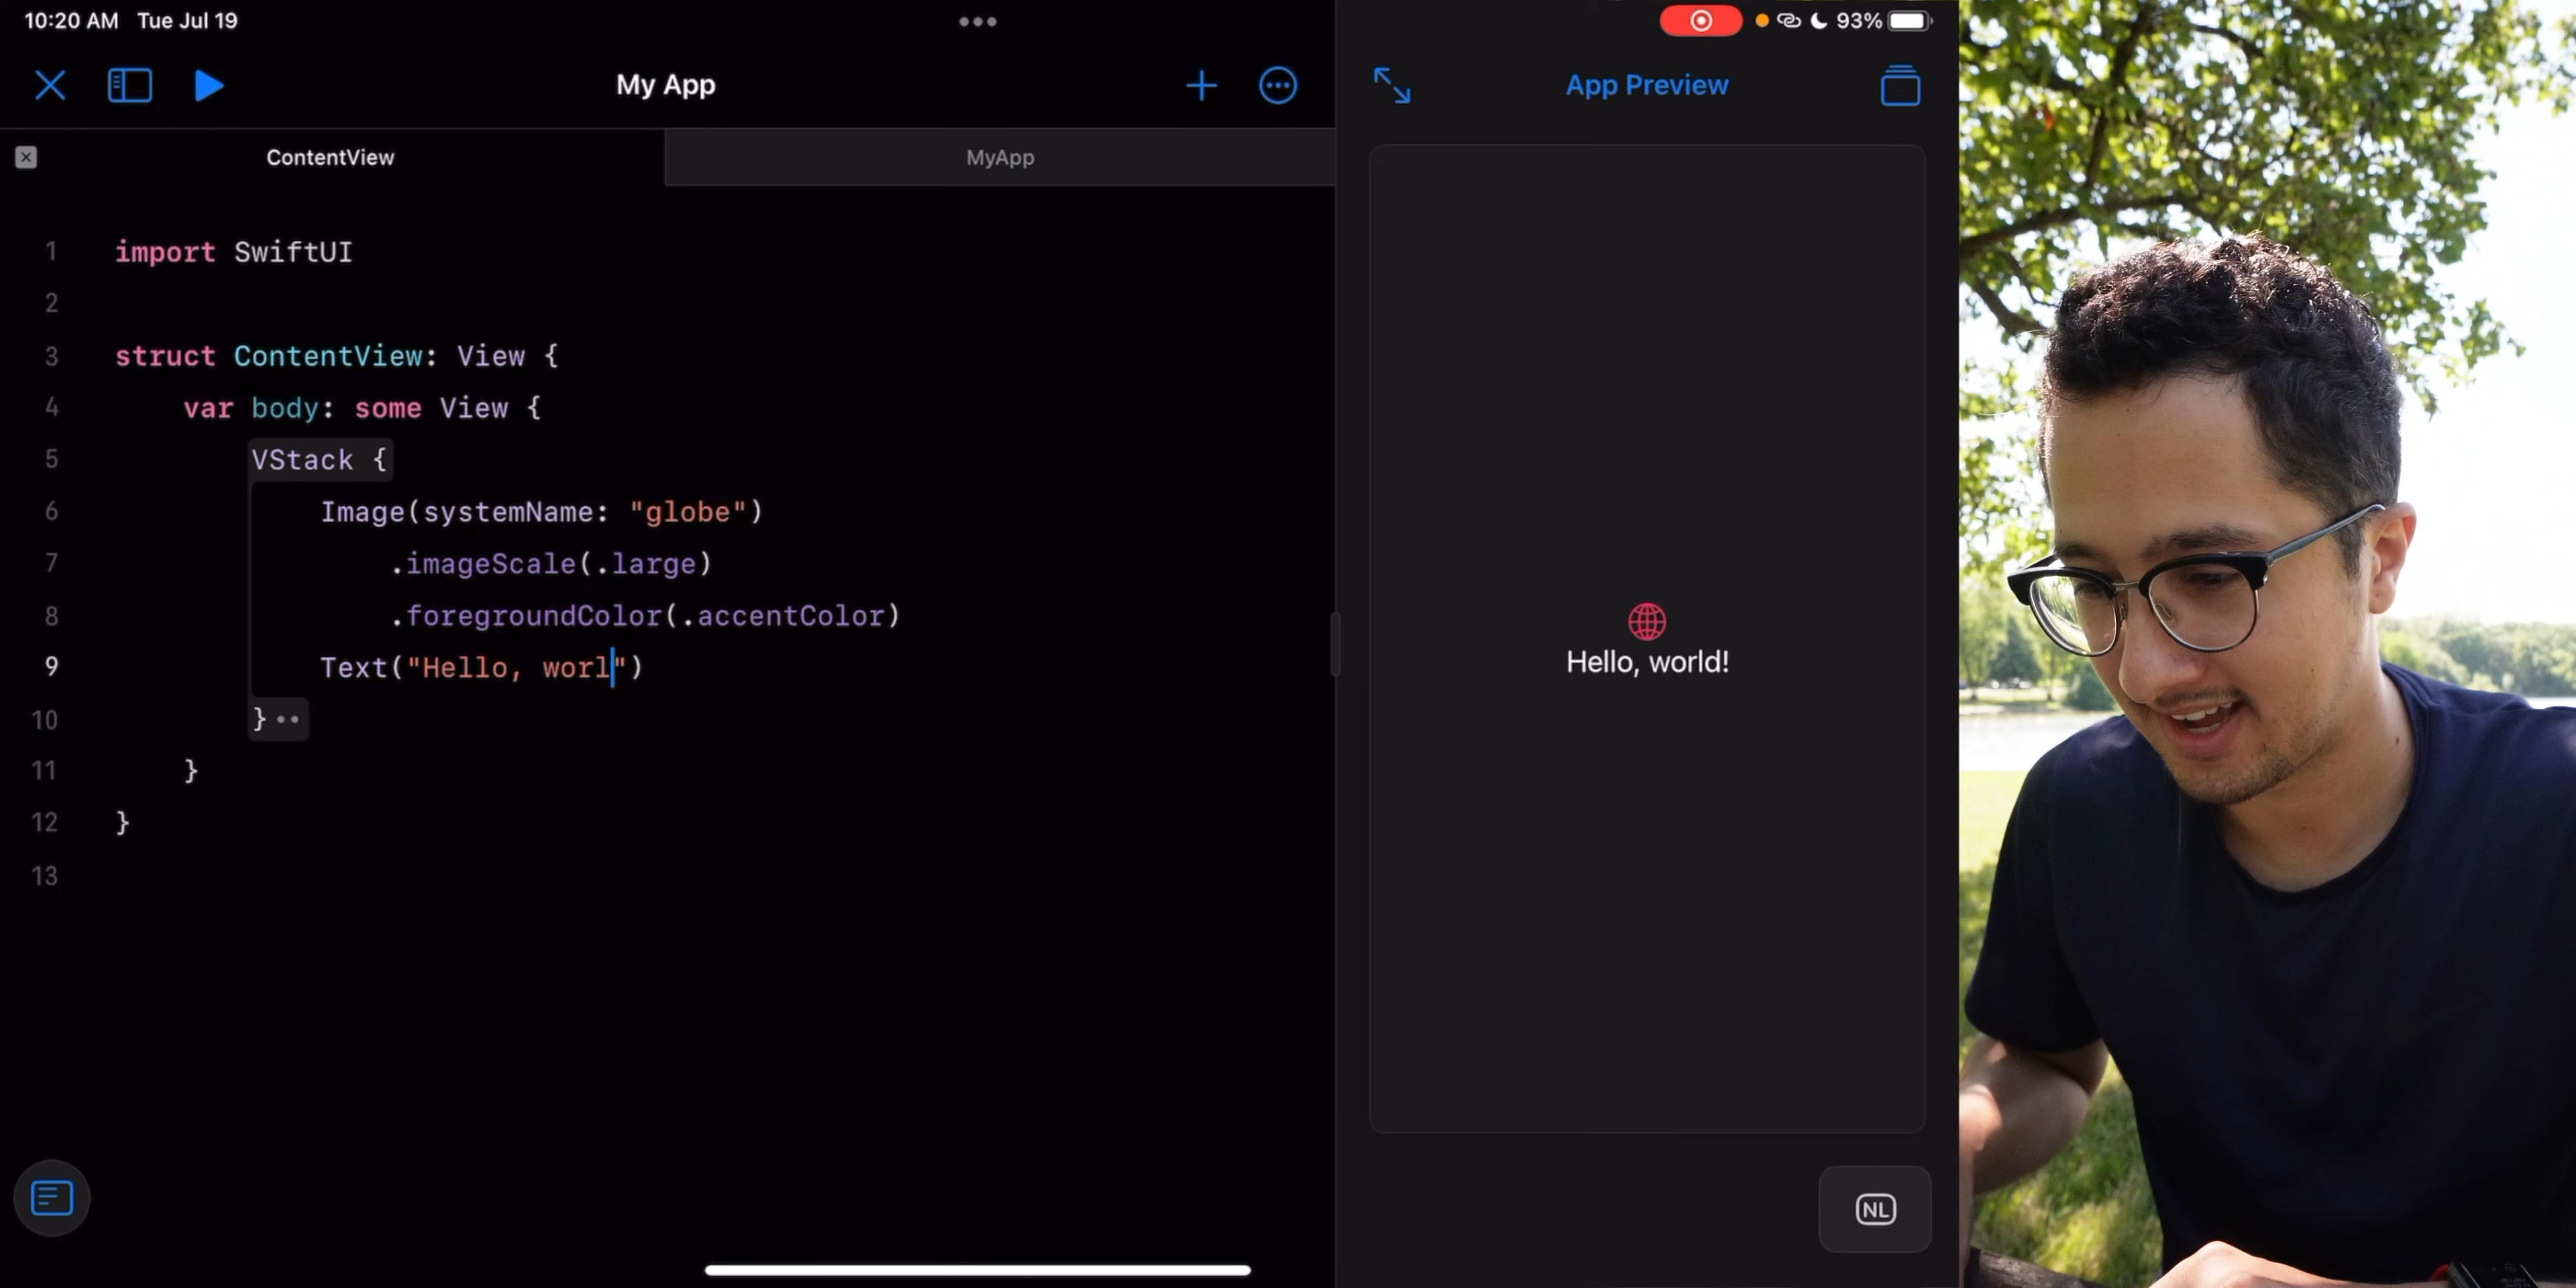 10:20 AM Tue Jul 19
93%
My App
App Preview
ContentView
MyApp
1 import SwiftUI
2
3 struct ContentView: View {
4 var body: some View {
5 VStack {
6 Image(systemName: "globe")
7 .imageScale(.large)
8 .foregroundColor(.accentColor)
9 Text("Hello, worl")
10 }
11 }
12 }
13
Hello, world!
NL